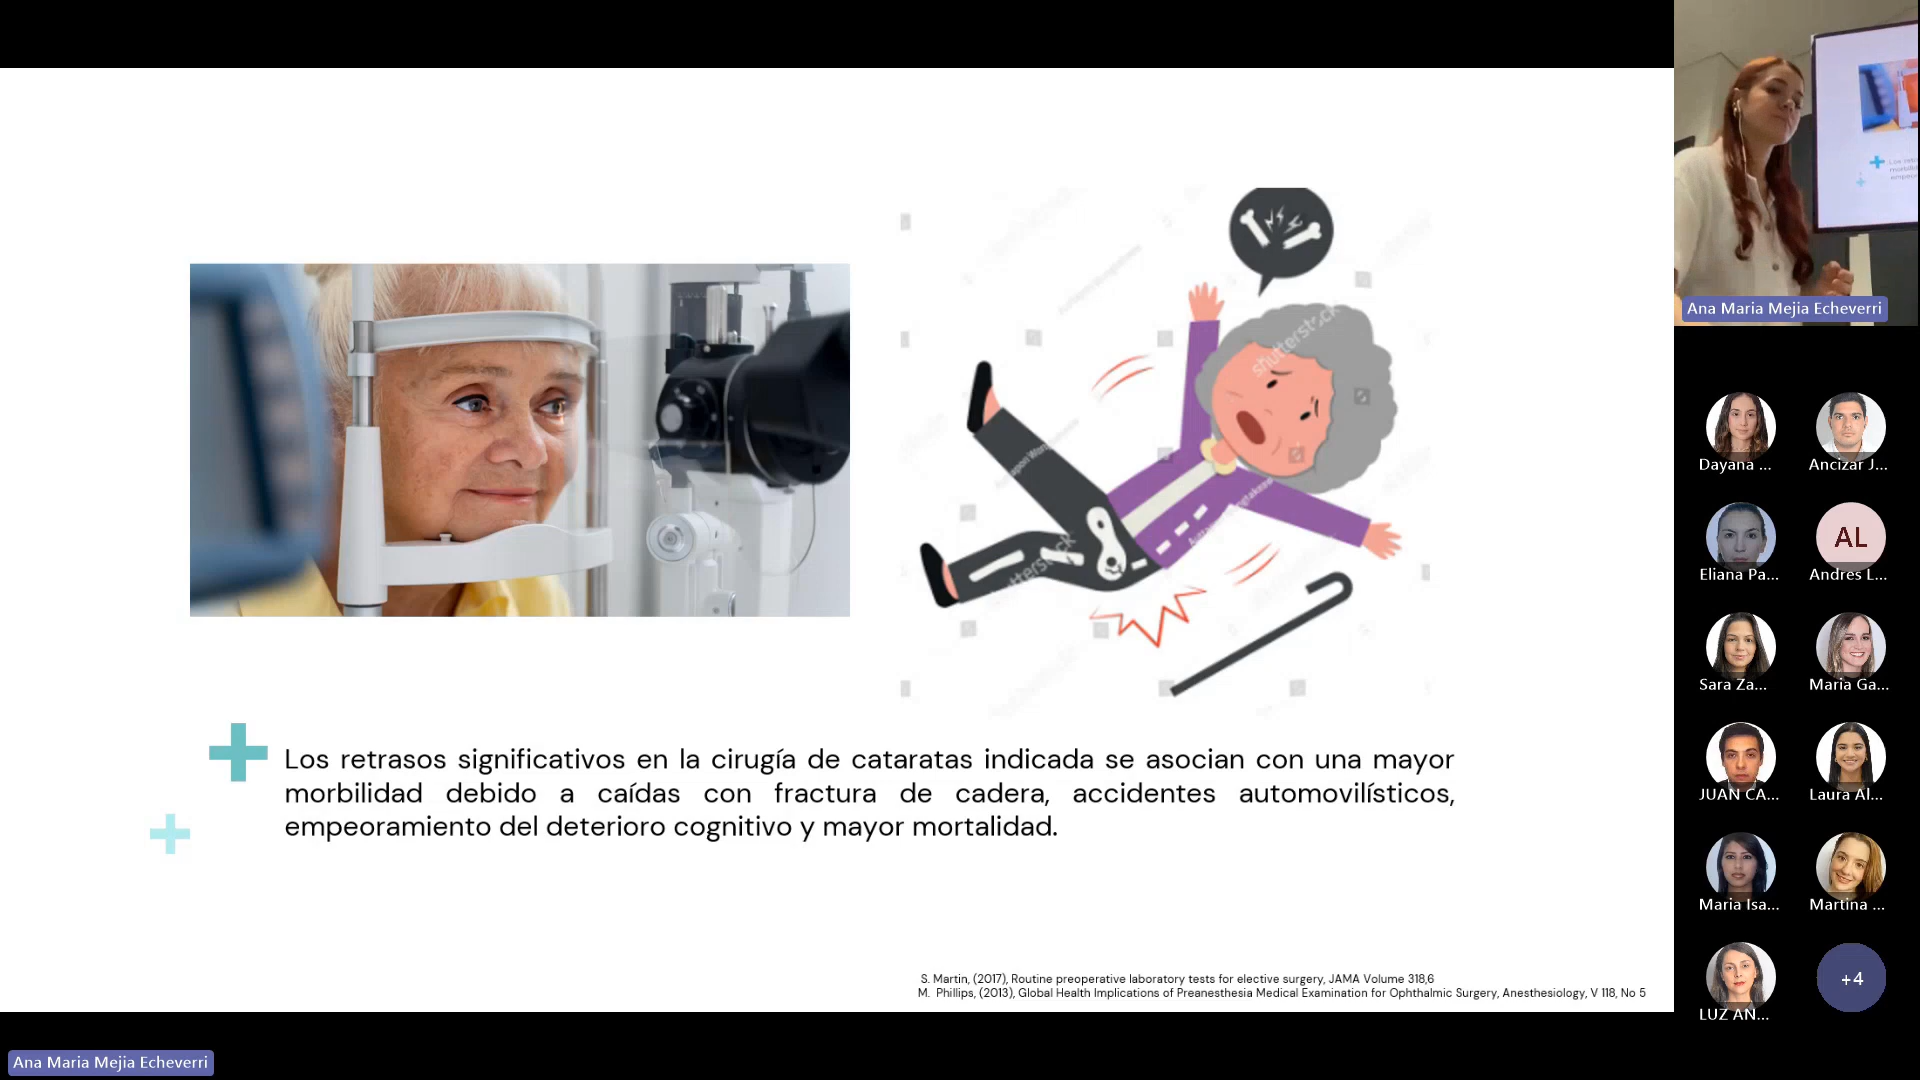 Los retrasos significativos en la cirugía de cataratas indicada se asocian con una mayor
morbilidad debido a caídas con fractura de cadera, accidentes automovilísticos,
empeoramiento del deterioro cognitivo y mayor mortalidad.
S. Martin, (2017), Routine preoperative laboratory tests for elective surgery, JAMA Volume 318,6
M. Phillips, (2013), Global Health Implications of Preanesthesia Medical Examination for Ophthalmic Surgery, Anesthesiology, V 118, No 5
shutterstock
Ana Maria Mejia Echeverri
Dayana ...
Ancizar J...
Eliana Pa...
AL
Andres L...
Sara Za...
Maria Ga...
JUAN CA...
Laura Al...
Maria Isa...
Martina ...
LUZ AN...
+4
Ana Maria Mejia Echeverri